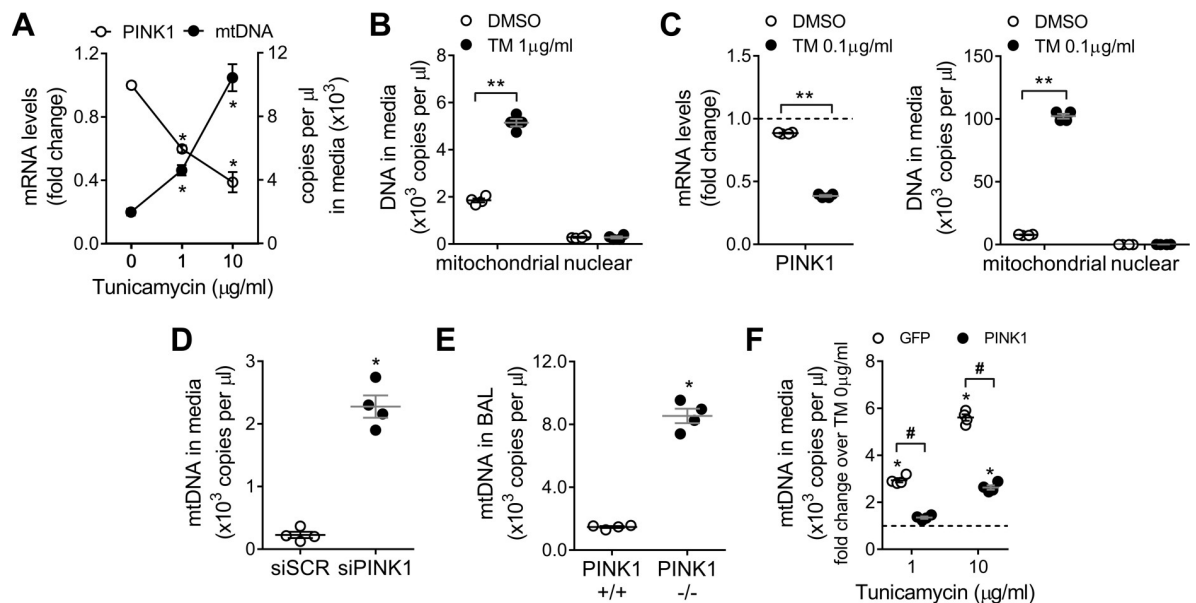 A
PINK1
mtDNA
mRNA levels
(fold change)
1.2
0.8
0.4
0.0
12
10
8
6
4
2
0
copies per µl
in media (x10³)
*
*
*
*
0 1 10
Tunicamycin (µg/ml)
B
DMSO
TM 1µg/ml
DNA in media
(x10³ copies per µl)
8
6
4
2
0
**
mitochondrial nuclear
C
DMSO
TM 0.1µg/ml
mRNA levels
(fold change)
1.5
1.0
0.5
0.0
**
PINK1
DMSO
TM 0.1µg/ml
DNA in media
(x10³ copies per µl)
150
100
50
0
**
mitochondrial nuclear
D
mtDNA in media
(x10³ copies per µl)
3
2
1
0
*
siSCR siPINK1
E
mtDNA in BAL
(x10³ copies per µl)
12.0
8.0
4.0
0.0
*
PINK1 PINK1
+/+ -/-
F
GFP
PINK1
mtDNA in media
(x10³ copies per µl)
fold change over TM 0µg/ml
8
6
4
2
0
#
*
#
*
*
1 10
Tunicamycin (µg/ml)